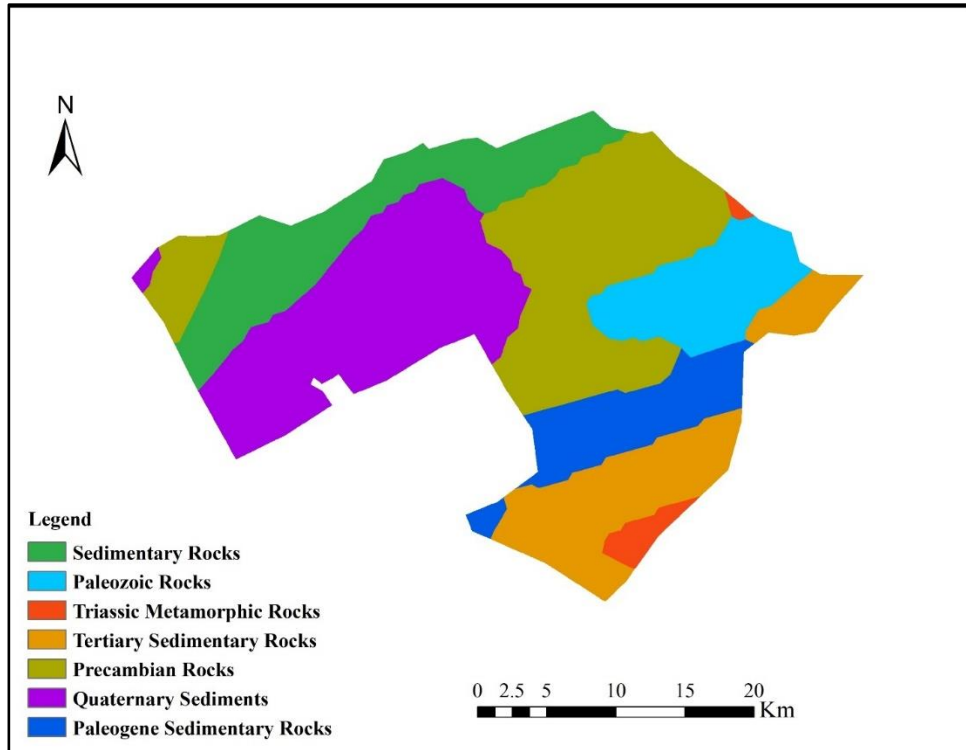 N
Legend
Sedimentary Rocks
Paleozoic Rocks
Triassic Metamorphic Rocks
Tertiary Sedimentary Rocks
Precambian Rocks
Quaternary Sediments
Paleogene Sedimentary Rocks
0 2.5 5 10 15 20
Km